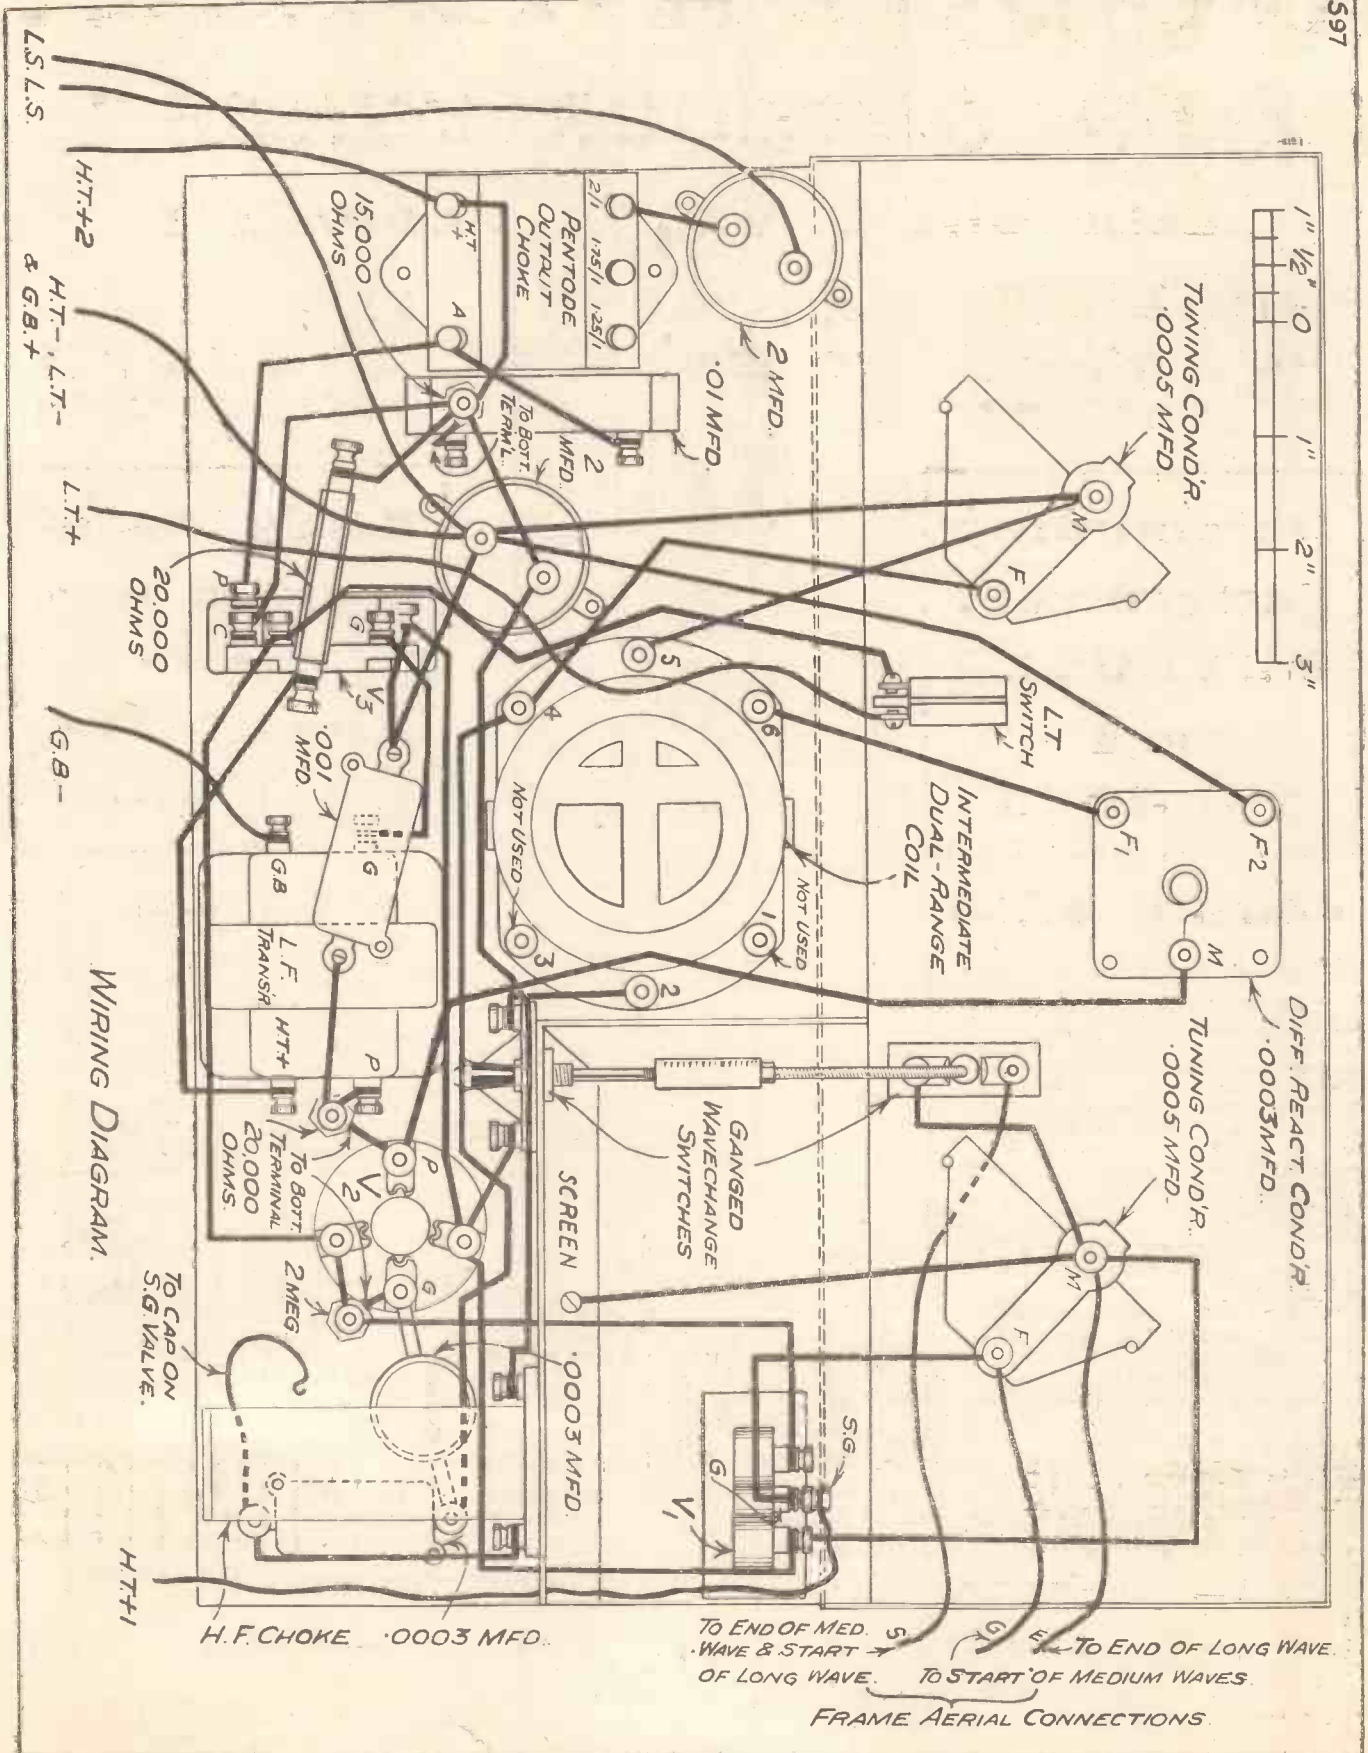 597
1" ½" 0 1" 2" 3"
TUNING COND'R.
.0005 MFD.
M
F
L.T.
SWITCH
F2
F1
M
DIFF. REACT. COND'R.
.0003 MFD.
TUNING COND'R.
.0005 MFD.
M
F
2 MFD.
.01 MFD.
INTERMEDIATE
DUAL-RANGE
COIL
5
6
4
1
3
2
NOT USED
NOT USED
GANGED
WAVECHANGE
SWITCHES
SCREEN
.0003 MFD.
S.G
G
V1
2/1
1.75/1
1.25/1
PENTODE
OUTPUT
CHOKE
H.T
+
A
15,000
OHMS
TO BOTT.
TERM'L.
2
MFD.
L.S. L.S.
H.T.+2
H.T.-, L.T.-
& G.B.+
L.T.+
20,000
OHMS
P
C
G
V3
.001
MFD.
G.B.-
G.B
G
L.F.
TRANS'R
H.T.+
P
TO BOTT.
TERMINAL
20,000
OHMS.
P
V2
G
2 MEG.
TO CAP ON
S.G. VALVE.
WIRING DIAGRAM.
H.T.+1
H.F. CHOKE
.0003 MFD.
S
G
E
TO END OF MED.
WAVE & START
OF LONG WAVE.
TO START OF MEDIUM WAVES.
TO END OF LONG WAVE.
FRAME AERIAL CONNECTIONS.